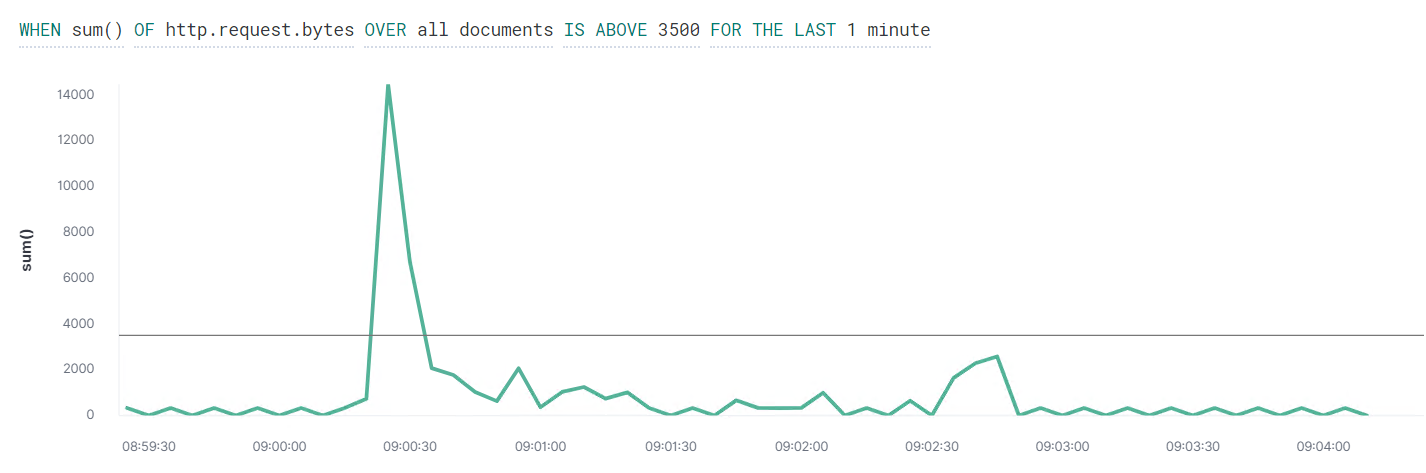 WHEN sum() OF http.request.bytes OVER all documents IS ABOVE 3500 FOR THE LAST 1 minute
14000
12000
10000
8000
6000
4000
2000
0
sum()
08:59:30 09:00:00 09:00:30 09:01:00 09:01:30 09:02:00 09:02:30 09:03:00 09:03:30 09:04:00